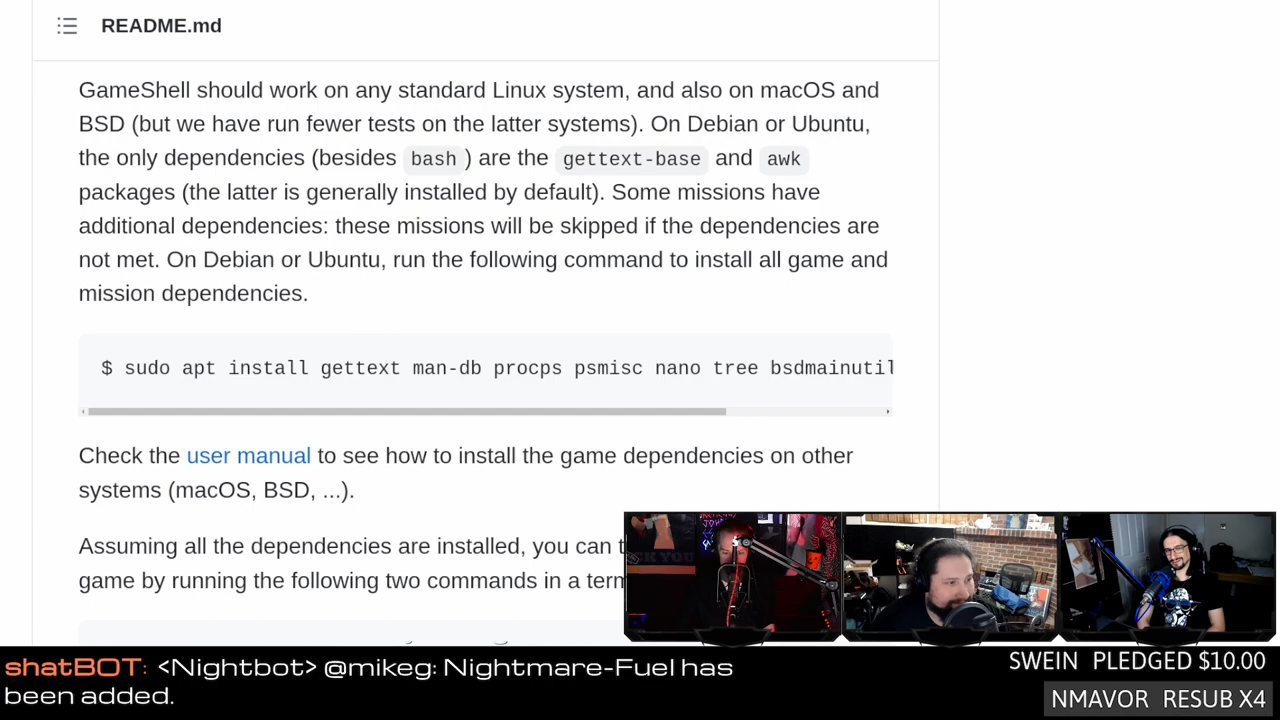 README.md
GameShell should work on any standard Linux system, and also on macOS and
BSD (but we have run fewer tests on the latter systems). On Debian or Ubuntu,
the only dependencies (besides bash ) are the gettext-base and awk
packages (the latter is generally installed by default). Some missions have
additional dependencies: these missions will be skipped if the dependencies are
not met. On Debian or Ubuntu, run the following command to install all game and
mission dependencies.
$ sudo apt install gettext man-db procps psmisc nano tree bsdmainutil
Check the user manual to see how to install the game dependencies on other
systems (macOS, BSD, ...).
Assuming all the dependencies are installed, you can t
game by running the following two commands in a term
shatBOT: <Nightbot> @mikeg: Nightmare-Fuel has
been added.
SWEIN PLEDGED $10.00
NMAVOR RESUB X4